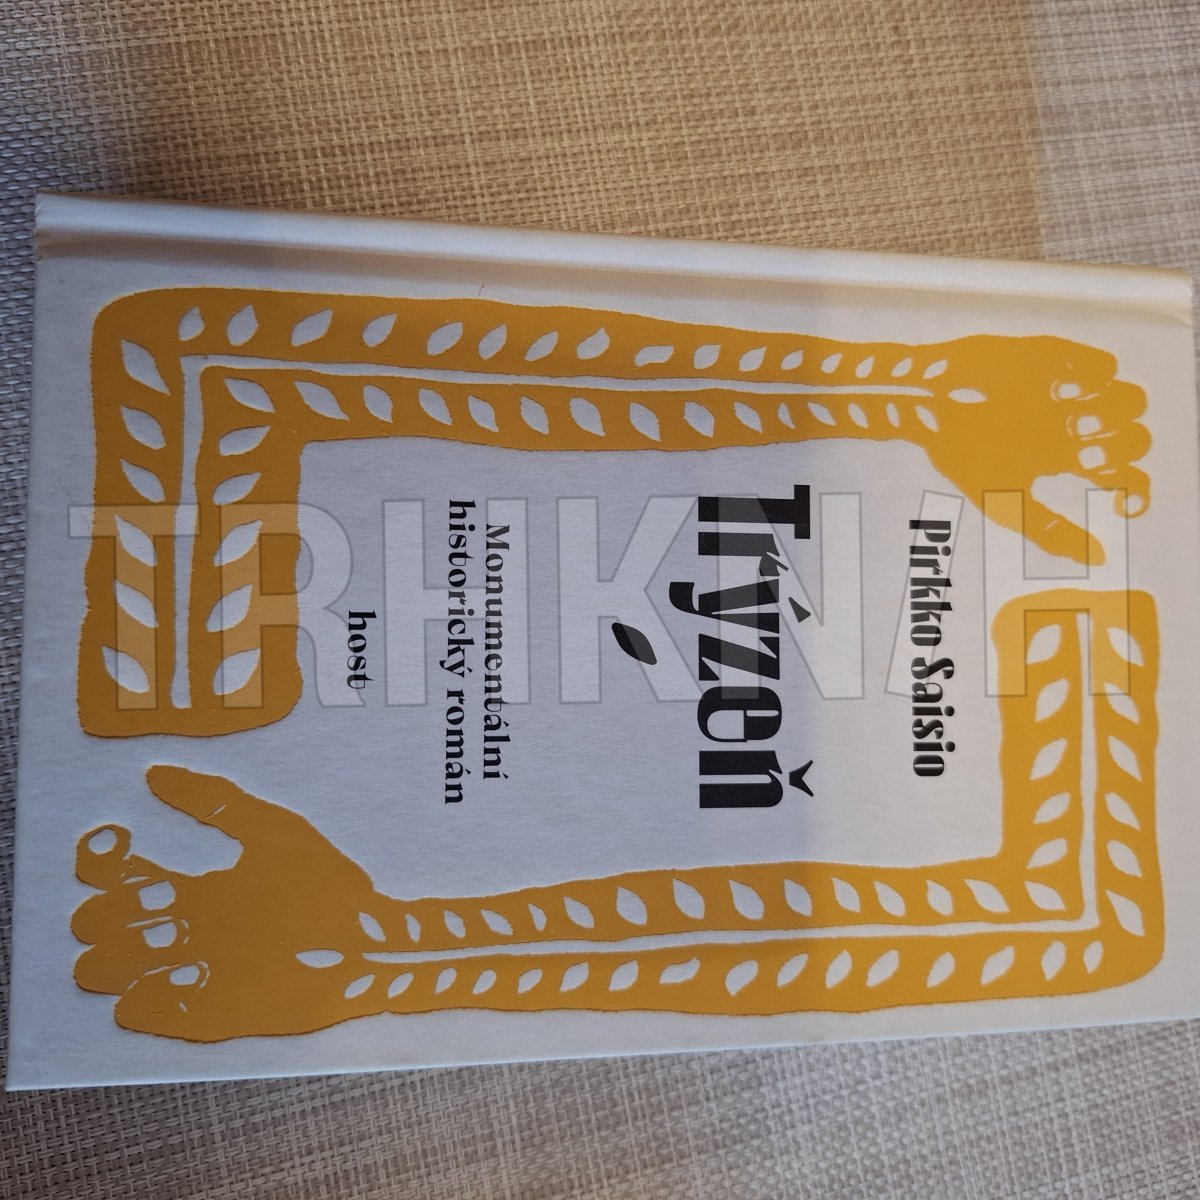 Pirkko Saisio
Trýzeň
Monumentální
historický román
host
TRHKNIH